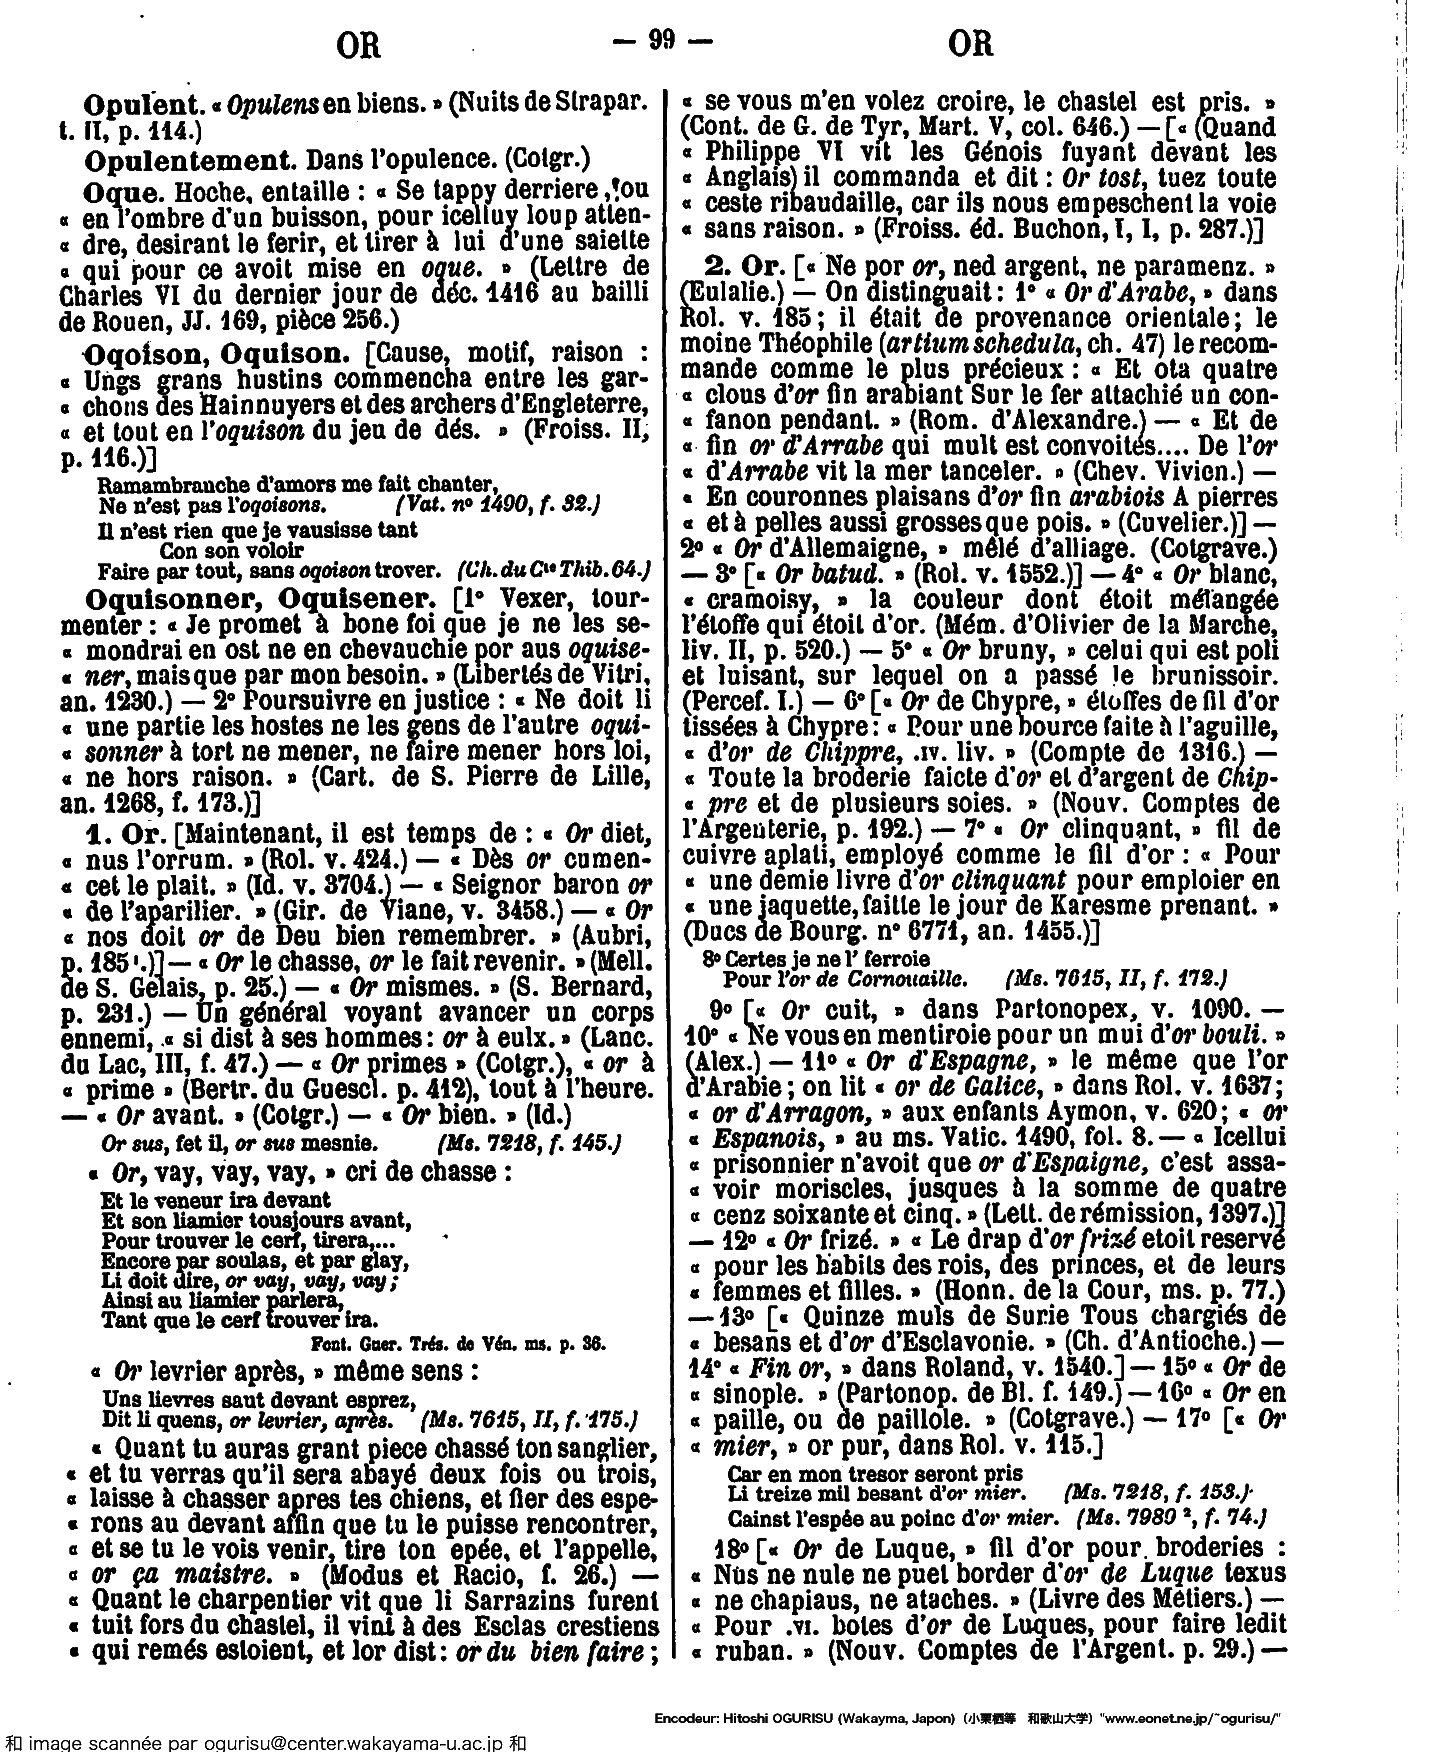 OR
— 99 —
OR
Opulent. « Opulens en biens. » (Nuits de Strapar.
t. II, p. 114.)
Opulentement. Dans l'opulence. (Cotgr.)
Oque. Hoche, entaille : « Se tappy derriere, ou
« en l'ombre d'un buisson, pour icelluy loup atten-
« dre, desirant le ferir, et tirer à lui d'une saiette
« qui pour ce avoit mise en oque. » (Lettre de
Charles VI du dernier jour de déc. 1416 au bailli
de Rouen, JJ. 169, pièce 256.)
Oqoison, Oquison. [Cause, motif, raison :
« Ungs grans hustins commencha entre les gar-
« chons des Hainnuyers et des archers d'Engleterre,
« et tout en l'oquison du jeu de dés. » (Froiss. II,
p. 116.)]
Ramambranche d'amors me fait chanter,
Ne n'est pas l'oqoisons. (Vat. nº 1490, f. 32.)
Il n'est rien que je vausisse tant
Con son voloir
Faire par tout, sans oqoison trover. (Ch. du Cte Thib. 64.)
Oquisonner, Oquisener. [1º Vexer, tour-
menter : « Je promet à bone foi que je ne les se-
« mondrai en ost ne en chevauchie por aus oquise-
« ner, mais que par mon besoin. » (Libertés de Vitri,
an. 1230.) — 2º Poursuivre en justice : « Ne doit li
« une partie les hostes ne les gens de l'autre oqui-
« sonner à tort ne mener, ne faire mener hors loi,
« ne hors raison. » (Cart. de S. Pierre de Lille,
an. 1268, f. 173.)]
1. Or. [Maintenant, il est temps de : « Or diet,
« nus l'orrum. » (Rol. v. 424.) — « Dès or cumen-
« cet le plait. » (Id. v. 3704.) — « Seignor baron or
« de l'aparilier. » (Gir. de Viane, v. 3458.) — « Or
« nos doit or de Deu bien remembrer. » (Aubri,
p. 185¹.)] — « Or le chasse, or le fait revenir. » (Mell.
de S. Gelais, p. 25.) — « Or mismes. » (S. Bernard,
p. 231.) — Un général voyant avancer un corps
ennemi, « si dist à ses hommes : or à eulx. » (Lanc.
du Lac, III, f. 47.) — « Or primes » (Cotgr.), « or à
« prime » (Bertr. du Guescl. p. 412), tout à l'heure.
— « Or avant. » (Cotgr.) — « Or bien. » (Id.)
Or sus, fet il, or sus mesnie. (Ms. 7218, f. 145.)
« Or, vay, vay, vay, » cri de chasse :
Et le veneur ira devant
Et son liamier tousjours avant,
Pour trouver le cerf, tirera,...
Encore par soulas, et par glay,
Li doit dire, or vay, vay, vay ;
Ainsi au liamier parlera,
Tant que le cerf trouver ira.
Font. Guer. Trés. de Vén. ms. p. 36.
« Or levrier après, » même sens :
Uns lievres saut devant esprez,
Dit li quens, or levrier, après. (Ms. 7615, II, f. 175.)
« Quant tu auras grant piece chassé ton sanglier,
« et tu verras qu'il sera abayé deux fois ou trois,
« laisse à chasser apres tes chiens, et fier des espe-
« rons au devant affin que tu le puisse rencontrer,
« et se tu le vois venir, tire ton epée, et l'appelle,
« or ça maistre. » (Modus et Racio, f. 26.) —
« Quant le charpentier vit que li Sarrazins furent
« tuit fors du chastel, il vint à des Esclas crestiens
« qui remés estoient, et lor dist : or du bien faire ;
« se vous m'en volez croire, le chastel est pris. »
(Cont. de G. de Tyr, Mart. V, col. 646.) — [« (Quand
« Philippe VI vit les Génois fuyant devant les
« Anglais) il commanda et dit : Or tost, tuez toute
« ceste ribaudaille, car ils nous empeschent la voie
« sans raison. » (Froiss. éd. Buchon, I, I, p. 287.)]
2. Or. [« Ne por or, ned argent, ne paramenz. »
(Eulalie.) — On distinguait : 1º « Or d'Arabe, » dans
Rol. v. 185 ; il était de provenance orientale ; le
moine Théophile (artium schedula, ch. 47) le recom-
mande comme le plus précieux : « Et ota quatre
« clous d'or fin arabiant Sur le fer attachié un con-
« fanon pendant. » (Rom. d'Alexandre.) — « Et de
« fin or d'Arrabe qui mult est convoités.... De l'or
« d'Arrabe vit la mer tanceler. » (Chev. Vivien.) —
« En couronnes plaisans d'or fin arabiois A pierres
« et à pelles aussi grosses que pois. » (Cuvelier.)] —
2º « Or d'Allemaigne, » mêlé d'alliage. (Cotgrave.)
— 3º [« Or batud. » (Rol. v. 1552.)] — 4º « Or blanc,
« cramoisy, » la couleur dont étoit mélangée
l'étoffe qui étoit d'or. (Mém. d'Olivier de la Marche,
liv. II, p. 520.) — 5º « Or bruny, » celui qui est poli
et luisant, sur lequel on a passé le brunissoir.
(Percef. I.) — 6º [« Or de Chypre, » étoffes de fil d'or
tissées à Chypre : « Pour une bource faite à l'aguille,
« d'or de Chippre, .IV. liv. » (Compte de 1316.) —
« Toute la broderie faicte d'or et d'argent de Chip-
« pre et de plusieurs soies. » (Nouv. Comptes de
l'Argenterie, p. 192.) — 7º « Or clinquant, » fil de
cuivre aplati, employé comme le fil d'or : « Pour
« une demie livre d'or clinquant pour emploier en
« une jaquette, faitte le jour de Karesme prenant. »
(Ducs de Bourg. nº 6771, an. 1455.)]
8º Certes je ne l' ferroie
Pour l'or de Cornouaille. (Ms. 7615, II, f. 172.)
9º [« Or cuit, » dans Partonopex, v. 1090. —
10º « Ne vous en mentiroie pour un mui d'or bouli. »
(Alex.) — 11º « Or d'Espagne, » le même que l'or
d'Arabie ; on lit « or de Galice, » dans Rol. v. 1637 ;
« or d'Arragon, » aux enfants Aymon, v. 620 ; « or
« Espanois, » au ms. Vatic. 1490, fol. 8. — « Icellui
« prisonnier n'avoit que or d'Espaigne, c'est assa-
« voir moriscles, jusques à la somme de quatre
« cenz soixante et cinq. » (Lett. de rémission, 1397.)]
— 12º « Or frizé. » « Le drap d'or frizé etoit reservé
« pour les habits des rois, des princes, et de leurs
« femmes et filles. » (Honn. de la Cour, ms. p. 77.)
— 13º [« Quinze muls de Surie Tous chargiés de
« besans et d'or d'Esclavonie. » (Ch. d'Antioche.) —
14º « Fin or, » dans Roland, v. 1540.] — 15º « Or de
« sinople. » (Partonop. de Bl. f. 149.) — 16º « Or en
« paille, ou de paillole. » (Cotgrave.) — 17º [« Or
« mier, » or pur, dans Rol. v. 115.]
Car en mon tresor seront pris
Li treize mil besant d'or mier. (Ms. 7218, f. 153.)
Cainst l'espée au poinc d'or mier. (Ms. 7980 ², f. 74.)
18º [« Or de Luque, » fil d'or pour broderies :
« Nus ne nule ne puet border d'or de Luque texus
« ne chapiaus, ne ataches. » (Livre des Métiers.) —
« Pour .VI. botes d'or de Luques, pour faire ledit
« ruban. » (Nouv. Comptes de l'Argent. p. 29.) —
Encodeur: Hitoshi OGURISU (Wakayma, Japon) (小栗栖等 和歌山大学) "www.eonet.ne.jp/~ogurisu/"
和 image scannée par ogurisu@center.wakayama-u.ac.jp 和